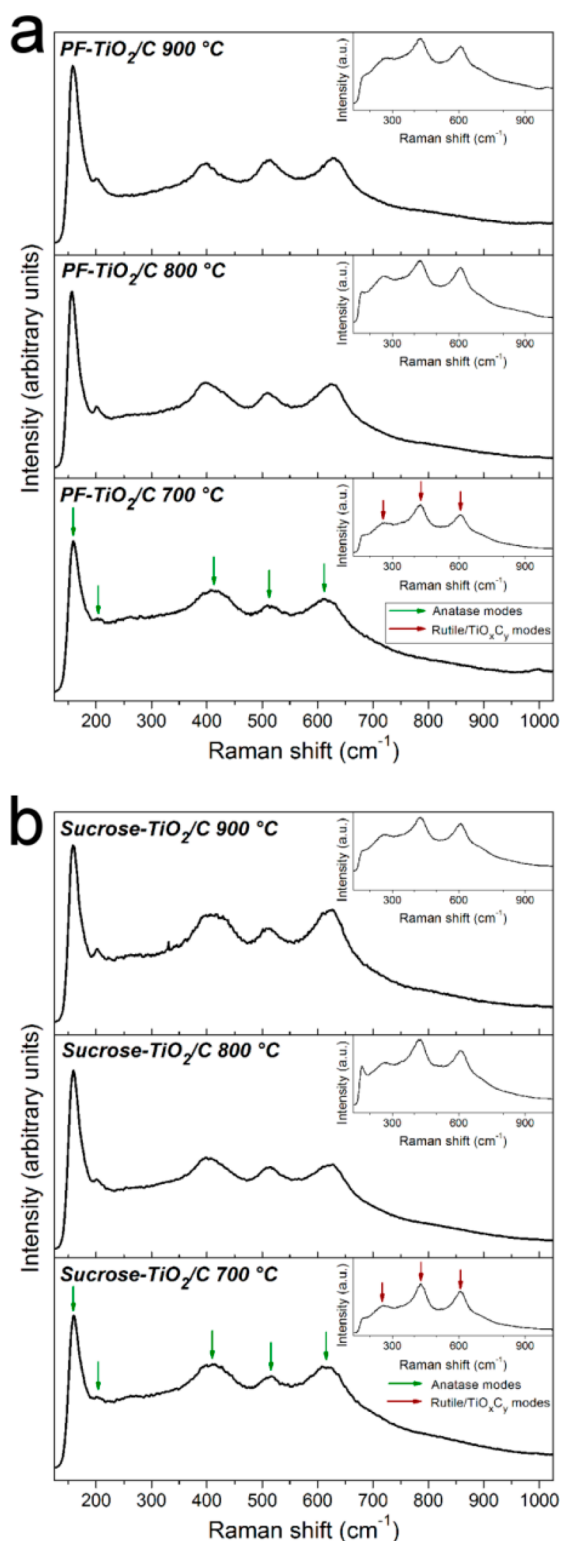 a
PF-TiO2/C 900 °C
Intensity (a.u.)
300 600 900
Raman shift (cm-1)
PF-TiO2/C 800 °C
Intensity (a.u.)
300 600 900
Raman shift (cm-1)
Intensity (arbitrary units)
PF-TiO2/C 700 °C
Intensity (a.u.)
300 600 900
Raman shift (cm-1)
Anatase modes
Rutile/TiOxCy modes
200 300 400 500 600 700 800 900 1000
Raman shift (cm-1)
b
Sucrose-TiO2/C 900 °C
Intensity (a.u.)
300 600 900
Raman shift (cm-1)
Sucrose-TiO2/C 800 °C
Intensity (a.u.)
300 600 900
Raman shift (cm-1)
Intensity (arbitrary units)
Sucrose-TiO2/C 700 °C
Intensity (a.u.)
300 600 900
Raman shift (cm-1)
Anatase modes
Rutile/TiOxCy modes
200 300 400 500 600 700 800 900 1000
Raman shift (cm-1)